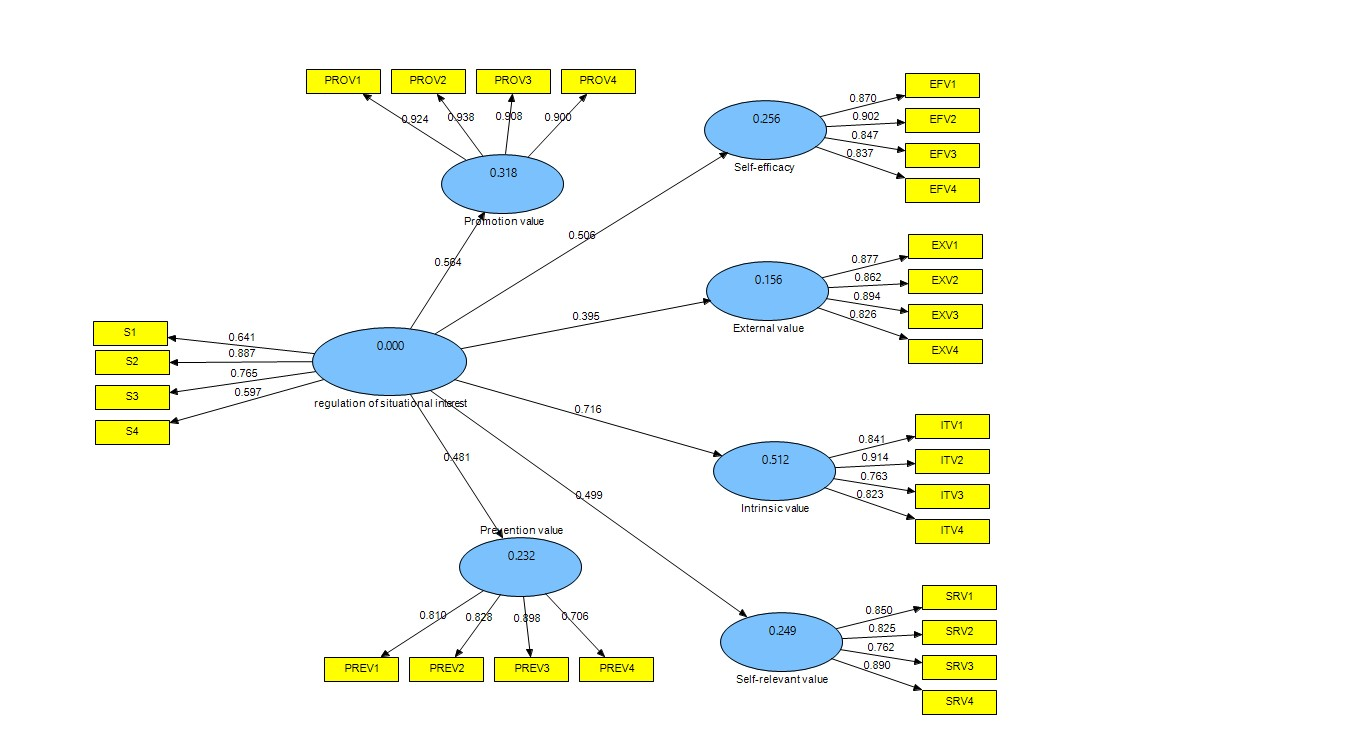 PROV1 PROV2 PROV3 PROV4
0.924 0.938 0.908 0.900
0.318
Promotion value
0.564
EFV1
EFV2
EFV3
EFV4
0.870
0.902
0.847
0.837
0.256
Self-efficacy
0.506
EXV1
EXV2
EXV3
EXV4
0.877
0.862
0.894
0.826
0.156
External value
0.395
S1
S2
S3
S4
0.641
0.887
0.765
0.597
0.000
regulation of situational interest
0.716
ITV1
ITV2
ITV3
ITV4
0.841
0.914
0.763
0.823
0.512
Intrinsic value
0.481
0.499
Prevention value
0.232
0.810 0.828 0.898 0.706
PREV1 PREV2 PREV3 PREV4
SRV1
SRV2
SRV3
SRV4
0.850
0.825
0.762
0.890
0.249
Self-relevant value